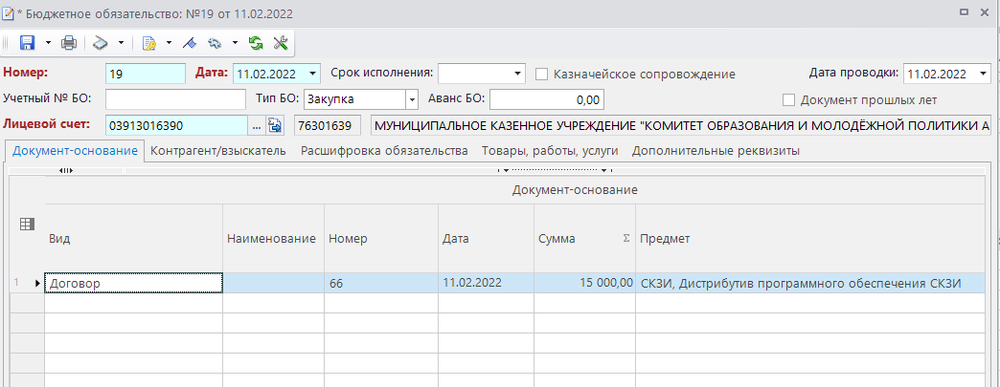 * Бюджетное обязательство: №19 от 11.02.2022
Номер: 19 Дата: 11.02.2022 Срок исполнения: Казначейское сопровождение Дата проводки: 11.02.2022
Учетный № БО: Тип БО: Закупка Аванс БО: 0,00 Документ прошлых лет
Лицевой счет: 03913016390 ... 76301639 МУНИЦИПАЛЬНОЕ КАЗЕННОЕ УЧРЕЖДЕНИЕ "КОМИТЕТ ОБРАЗОВАНИЯ И МОЛОДЁЖНОЙ ПОЛИТИКИ А
Документ-основание Контрагент/взыскатель Расшифровка обязательства Товары, работы, услуги Дополнительные реквизиты
Документ-основание
Вид Наименование Номер Дата Сумма Σ Предмет
1 Договор 66 11.02.2022 15 000,00 СКЗИ, Дистрибутив программного обеспечения СКЗИ